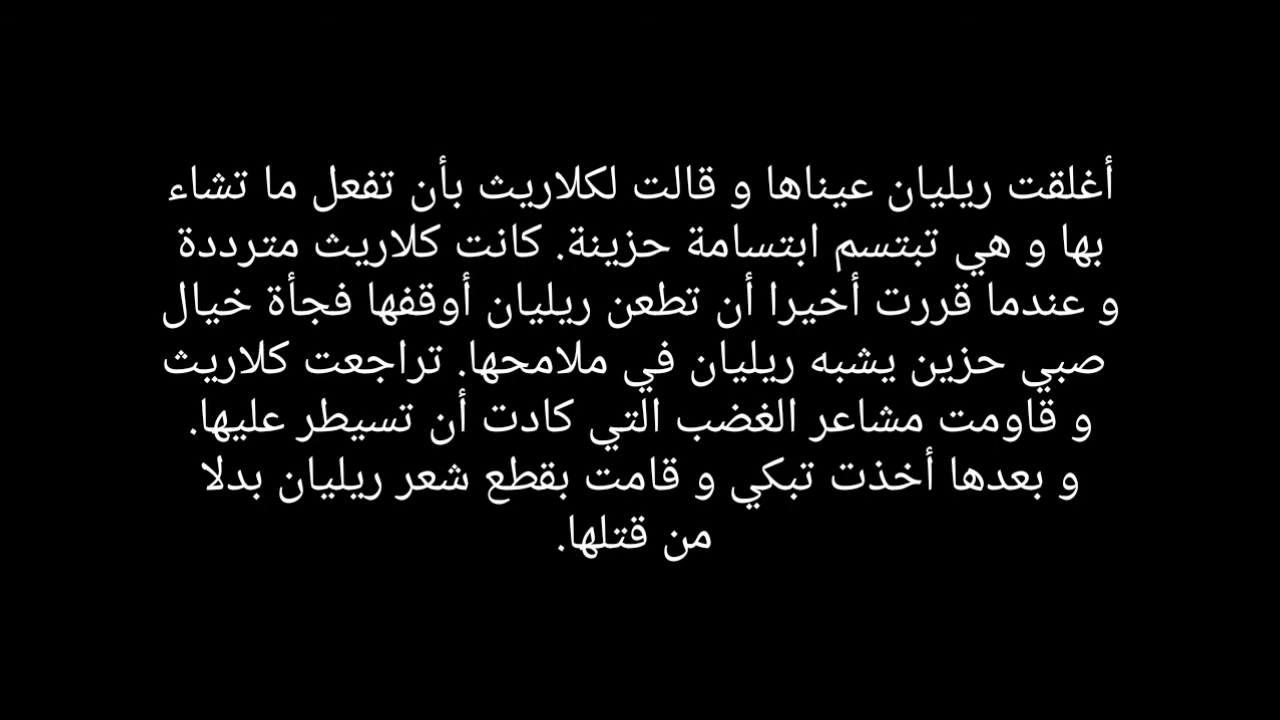 أغلقت ريليان عيناها و قالت لكلاريث بأن تفعل ما تشاء
بها و هي تبتسم ابتسامة حزينة. كانت كلاريث مترددة
و عندما قررت أخيرا أن تطعن ريليان أوقفها فجأة خيال
صبي حزين يشبه ريليان في ملامحها. تراجعت كلاريث
و قاومت مشاعر الغضب التي كادت أن تسيطر عليها.
و بعدها أخذت تبكي و قامت بقطع شعر ريليان بدلا
من قتلها.